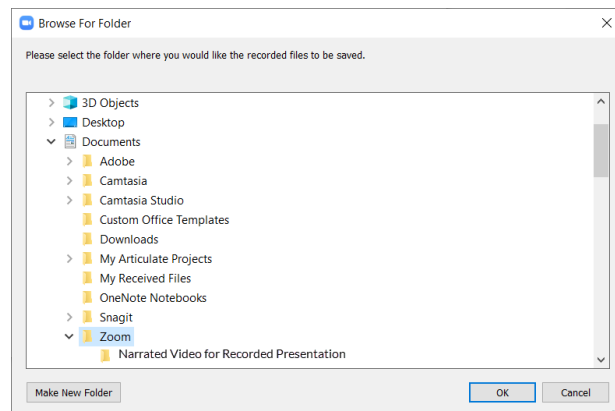 Browse For Folder
Please select the folder where you would like the recorded files to be saved.
3D Objects
Desktop
Documents
Adobe
Camtasia
Camtasia Studio
Custom Office Templates
Downloads
My Articulate Projects
My Received Files
OneNote Notebooks
Snagit
Zoom
Narrated Video for Recorded Presentation
Make New Folder OK Cancel